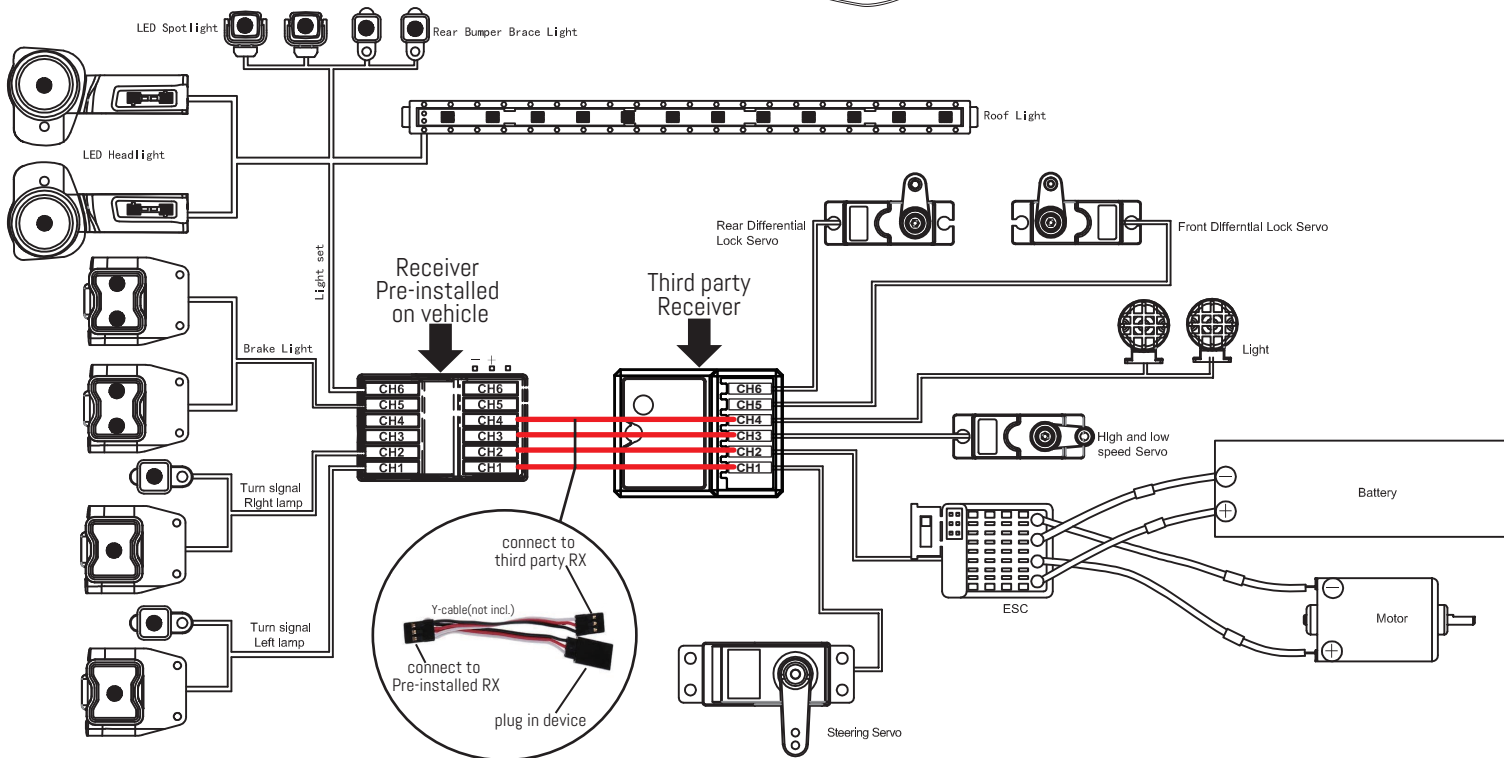 LED Spotlight
Rear Bumper Brace Light
Roof Light
LED Headlight
Rear Differential
Lock Servo
Front Differntlal Lock Servo
Light set
Receiver
Pre-installed
on vehicle
Third party
Receiver
Brake Light
Light
− +
CH6
CH5
CH4
CH3
CH2
CH1
CH6
CH5
CH4
CH3
CH2
CH1
CH6
CH5
CH4
CH3
CH2
CH1
HIgh and low
speed Servo
Turn signal
RIght lamp
Battery
−
+
connect to
third party RX
Y-cable(not incl.)
connect to
Pre-installed RX
plug in device
ESC
−
Motor
+
Turn signal
Left lamp
Steering Servo